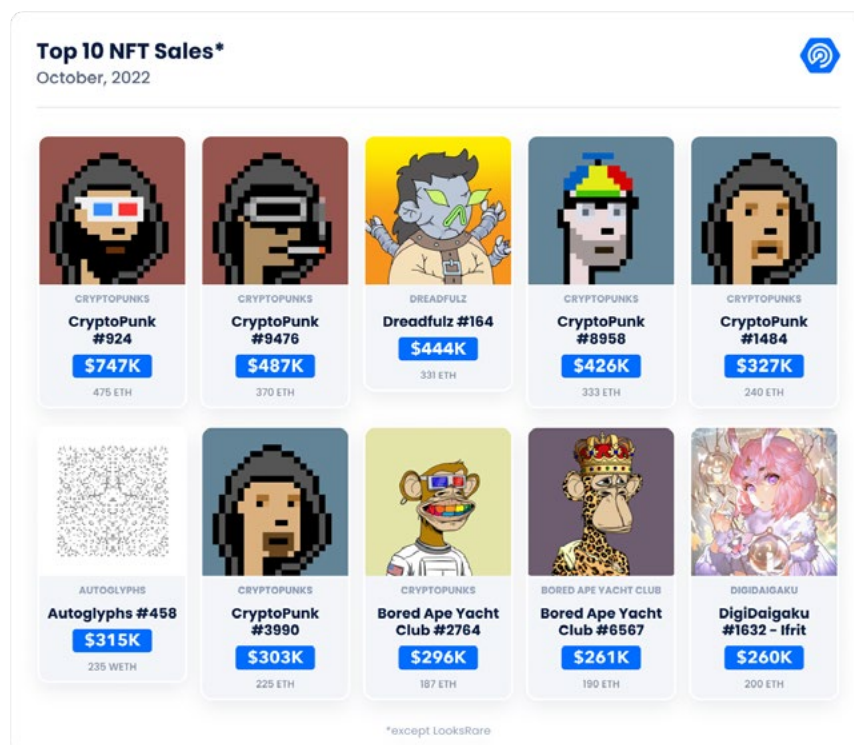 Top 10 NFT Sales*
October, 2022
CRYPTOPUNKS
CryptoPunk
#924
$747K
475 ETH
CRYPTOPUNKS
CryptoPunk
#9476
$487K
370 ETH
DREADFULZ
Dreadfulz #164
$444K
331 ETH
CRYPTOPUNKS
CryptoPunk
#8958
$426K
333 ETH
CRYPTOPUNKS
CryptoPunk
#1484
$327K
240 ETH
AUTOGLYPHS
Autoglyphs #458
$315K
235 WETH
CRYPTOPUNKS
CryptoPunk
#3990
$303K
225 ETH
CRYPTOPUNKS
Bored Ape Yacht
Club #2764
$296K
187 ETH
BORED APE YACHT CLUB
Bored Ape Yacht
Club #6567
$261K
190 ETH
DIGIDAIGAKU
DigiDaigaku
#1632 - Ifrit
$260K
200 ETH
*except LooksRare